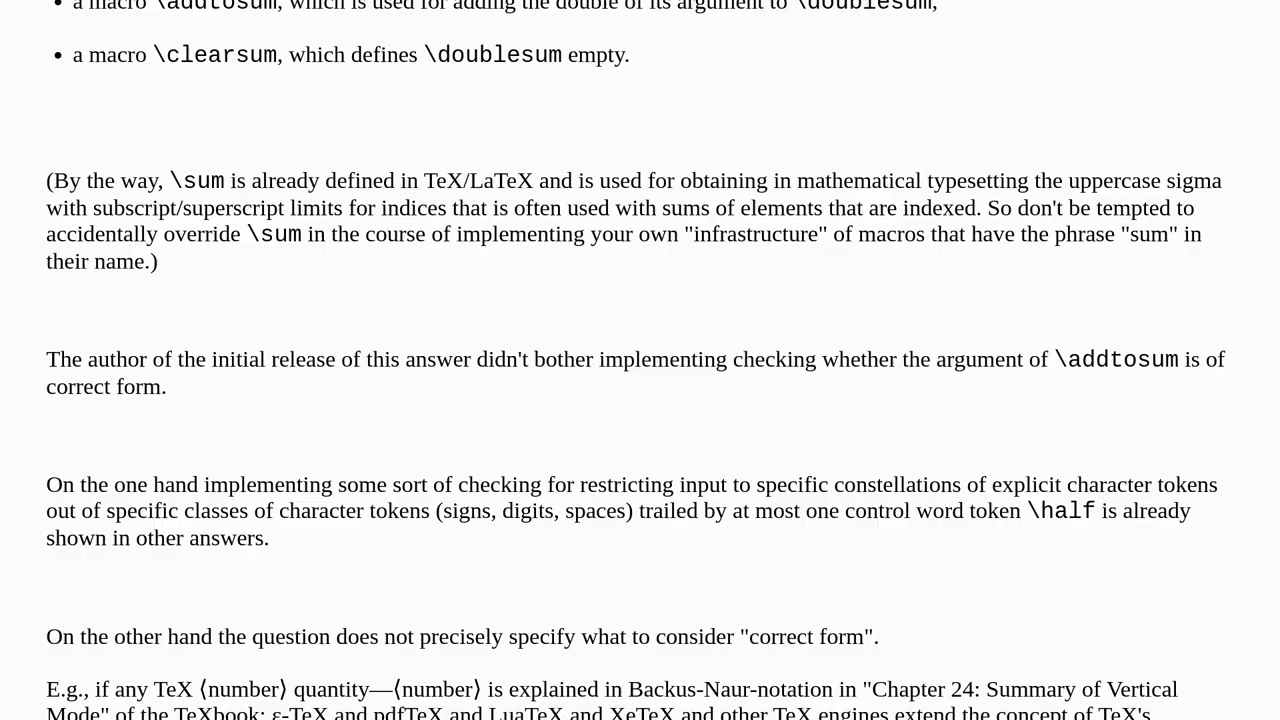 • a macro \addtosum, which is used for adding the double of its argument to \doublesum,
• a macro \clearsum, which defines \doublesum empty.
(By the way, \sum is already defined in TeX/LaTeX and is used for obtaining in mathematical typesetting the uppercase sigma
with subscript/superscript limits for indices that is often used with sums of elements that are indexed. So don't be tempted to
accidentally override \sum in the course of implementing your own "infrastructure" of macros that have the phrase "sum" in
their name.)
The author of the initial release of this answer didn't bother implementing checking whether the argument of \addtosum is of
correct form.
On the one hand implementing some sort of checking for restricting input to specific constellations of explicit character tokens
out of specific classes of character tokens (signs, digits, spaces) trailed by at most one control word token \half is already
shown in other answers.
On the other hand the question does not precisely specify what to consider "correct form".
E.g., if any TeX ⟨number⟩ quantity—⟨number⟩ is explained in Backus-Naur-notation in "Chapter 24: Summary of Vertical
Mode" of the TeXbook; ε-TeX and pdfTeX and LuaTeX and XeTeX and other TeX engines extend the concept of TeX's